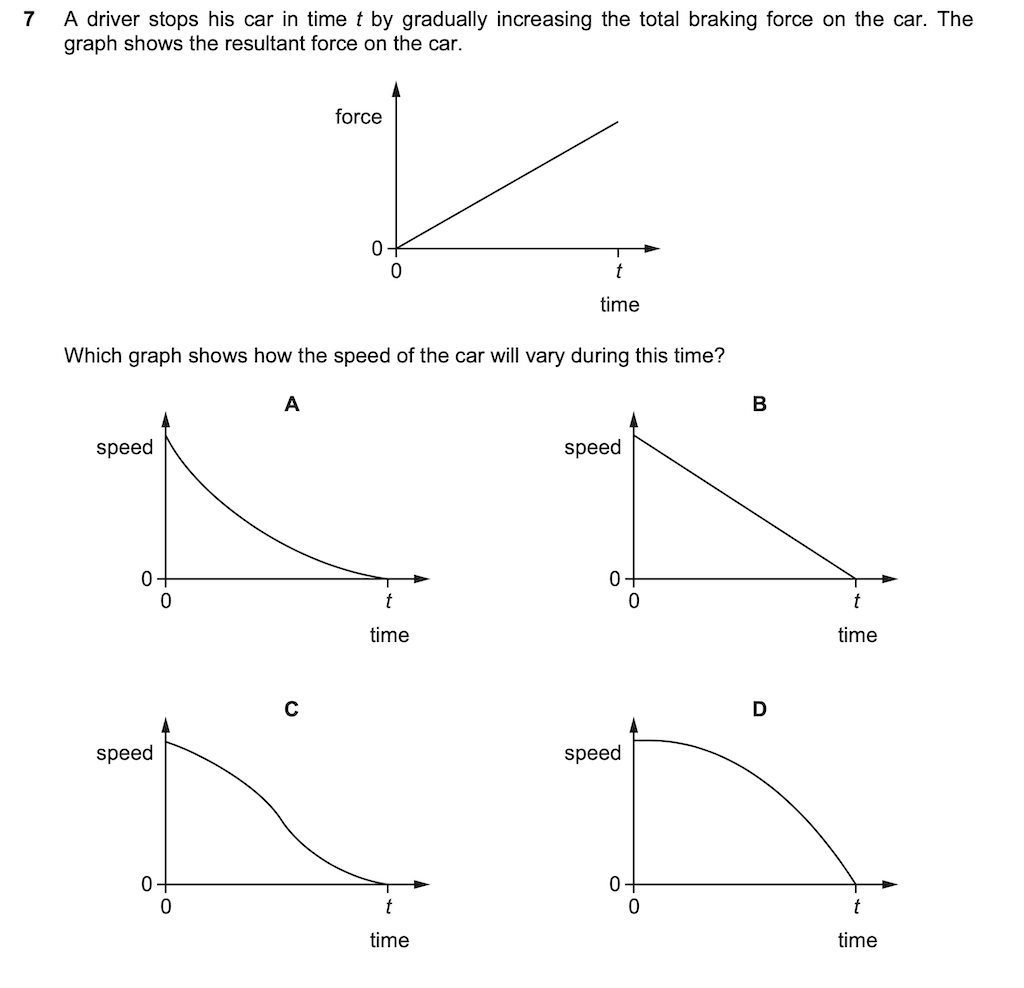 7 A driver stops his car in time t by gradually increasing the total braking force on the car. The
graph shows the resultant force on the car.
force
0
0 t
time
Which graph shows how the speed of the car will vary during this time?
A
speed
0
0 t
time
B
speed
0
0 t
time
C
speed
0
0 t
time
D
speed
0
0 t
time